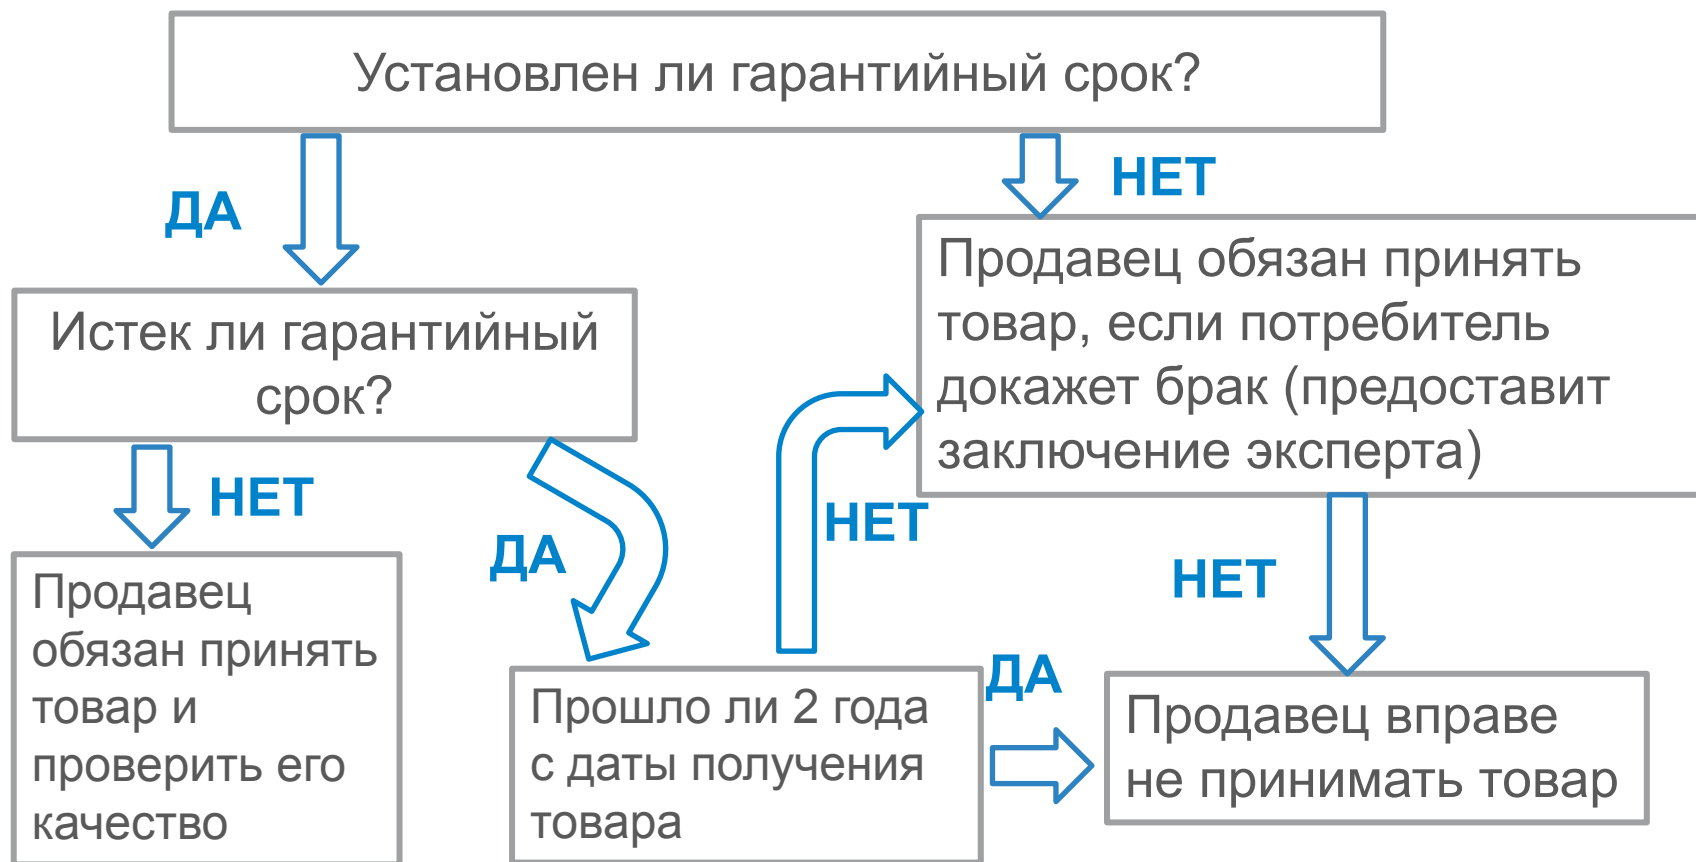 Установлен ли гарантийный срок?
ДА
НЕТ
Истек ли гарантийный
срок?
Продавец обязан принять
товар, если потребитель
докажет брак (предоставит
заключение эксперта)
НЕТ
ДА
НЕТ
НЕТ
Продавец
обязан принять
товар и
проверить его
качество
Прошло ли 2 года
с даты получения
товара
ДА
Продавец вправе
не принимать товар